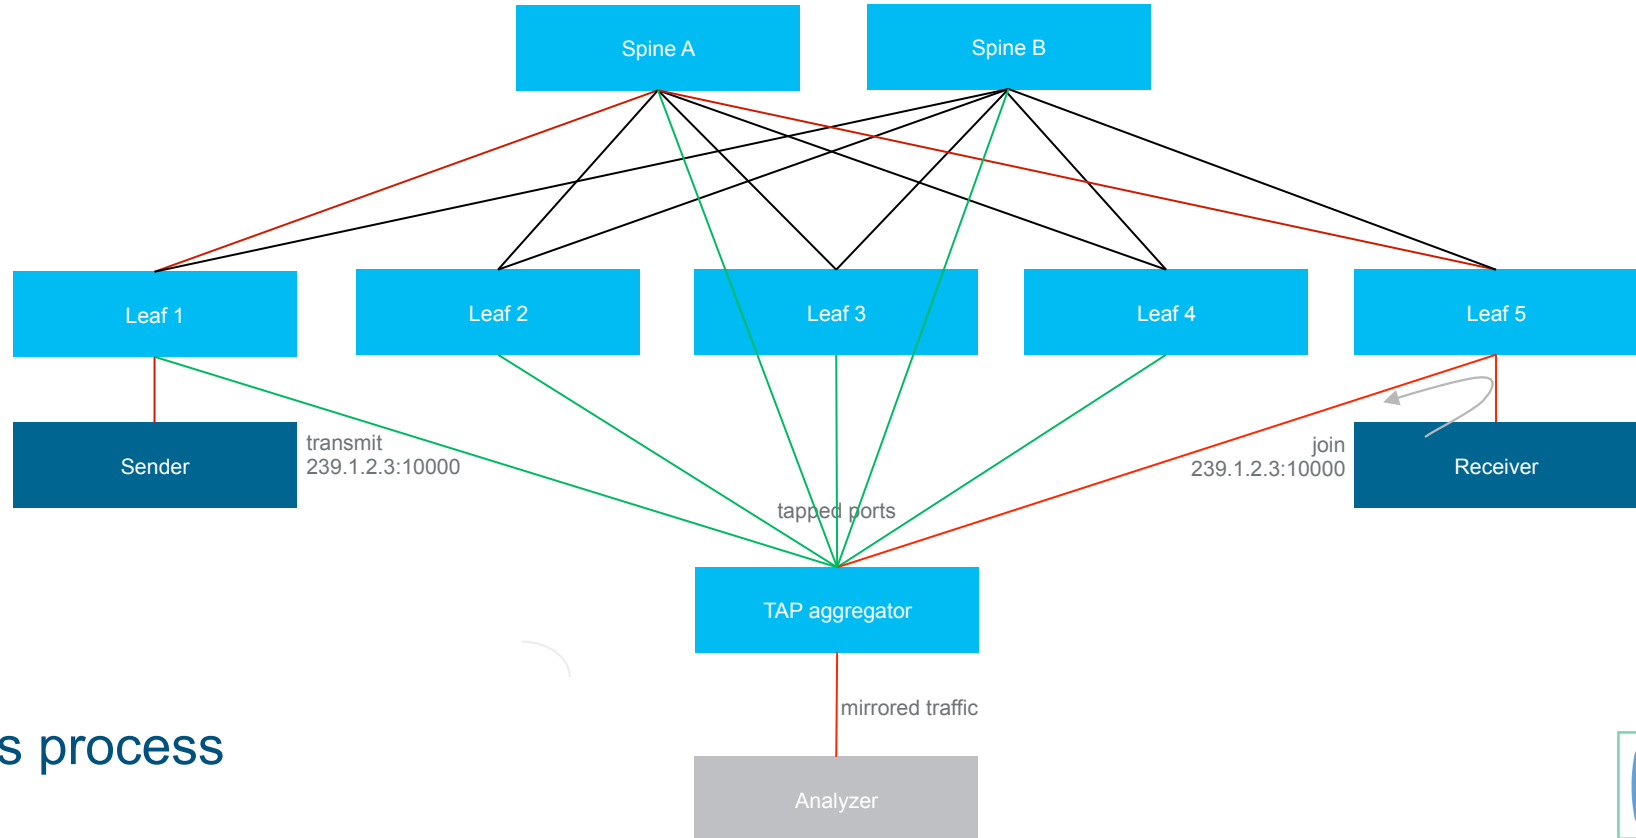 Spine A
Spine B
Leaf 1
Leaf 2
Leaf 3
Leaf 4
Leaf 5
Sender
transmit
239.1.2.3:10000
join
239.1.2.3:10000
Receiver
tapped ports
TAP aggregator
mirrored traffic
s process
Analyzer